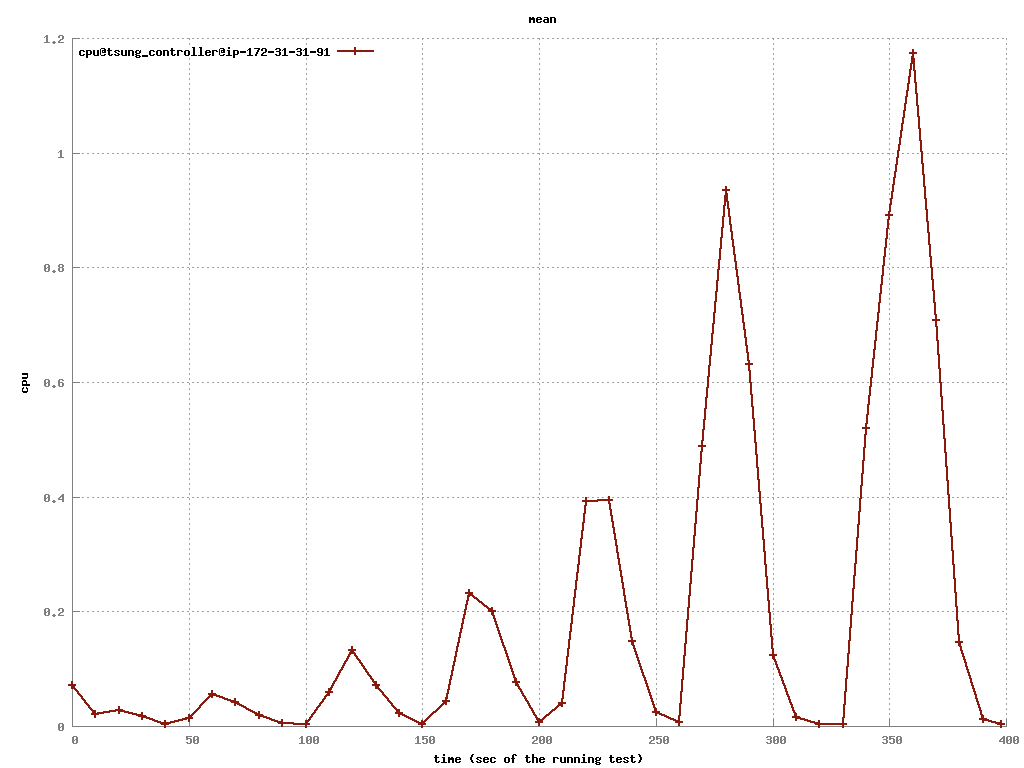 mean
cpu@tsung_controller@ip-172-31-31-91
1.2
1
0.8
0.6
0.4
0.2
0
cpu
0 50 100 150 200 250 300 350 400
time (sec of the running test)